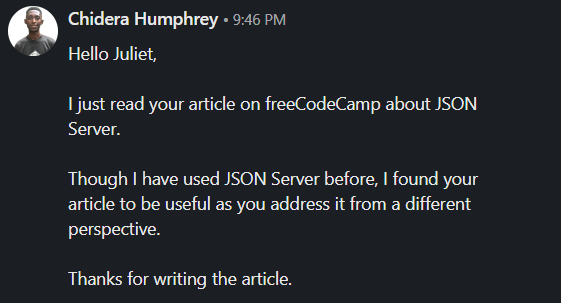 Chidera Humphrey • 9:46 PM
Hello Juliet,
I just read your article on freeCodeCamp about JSON
Server.
Though I have used JSON Server before, I found your
article to be useful as you address it from a different
perspective.
Thanks for writing the article.